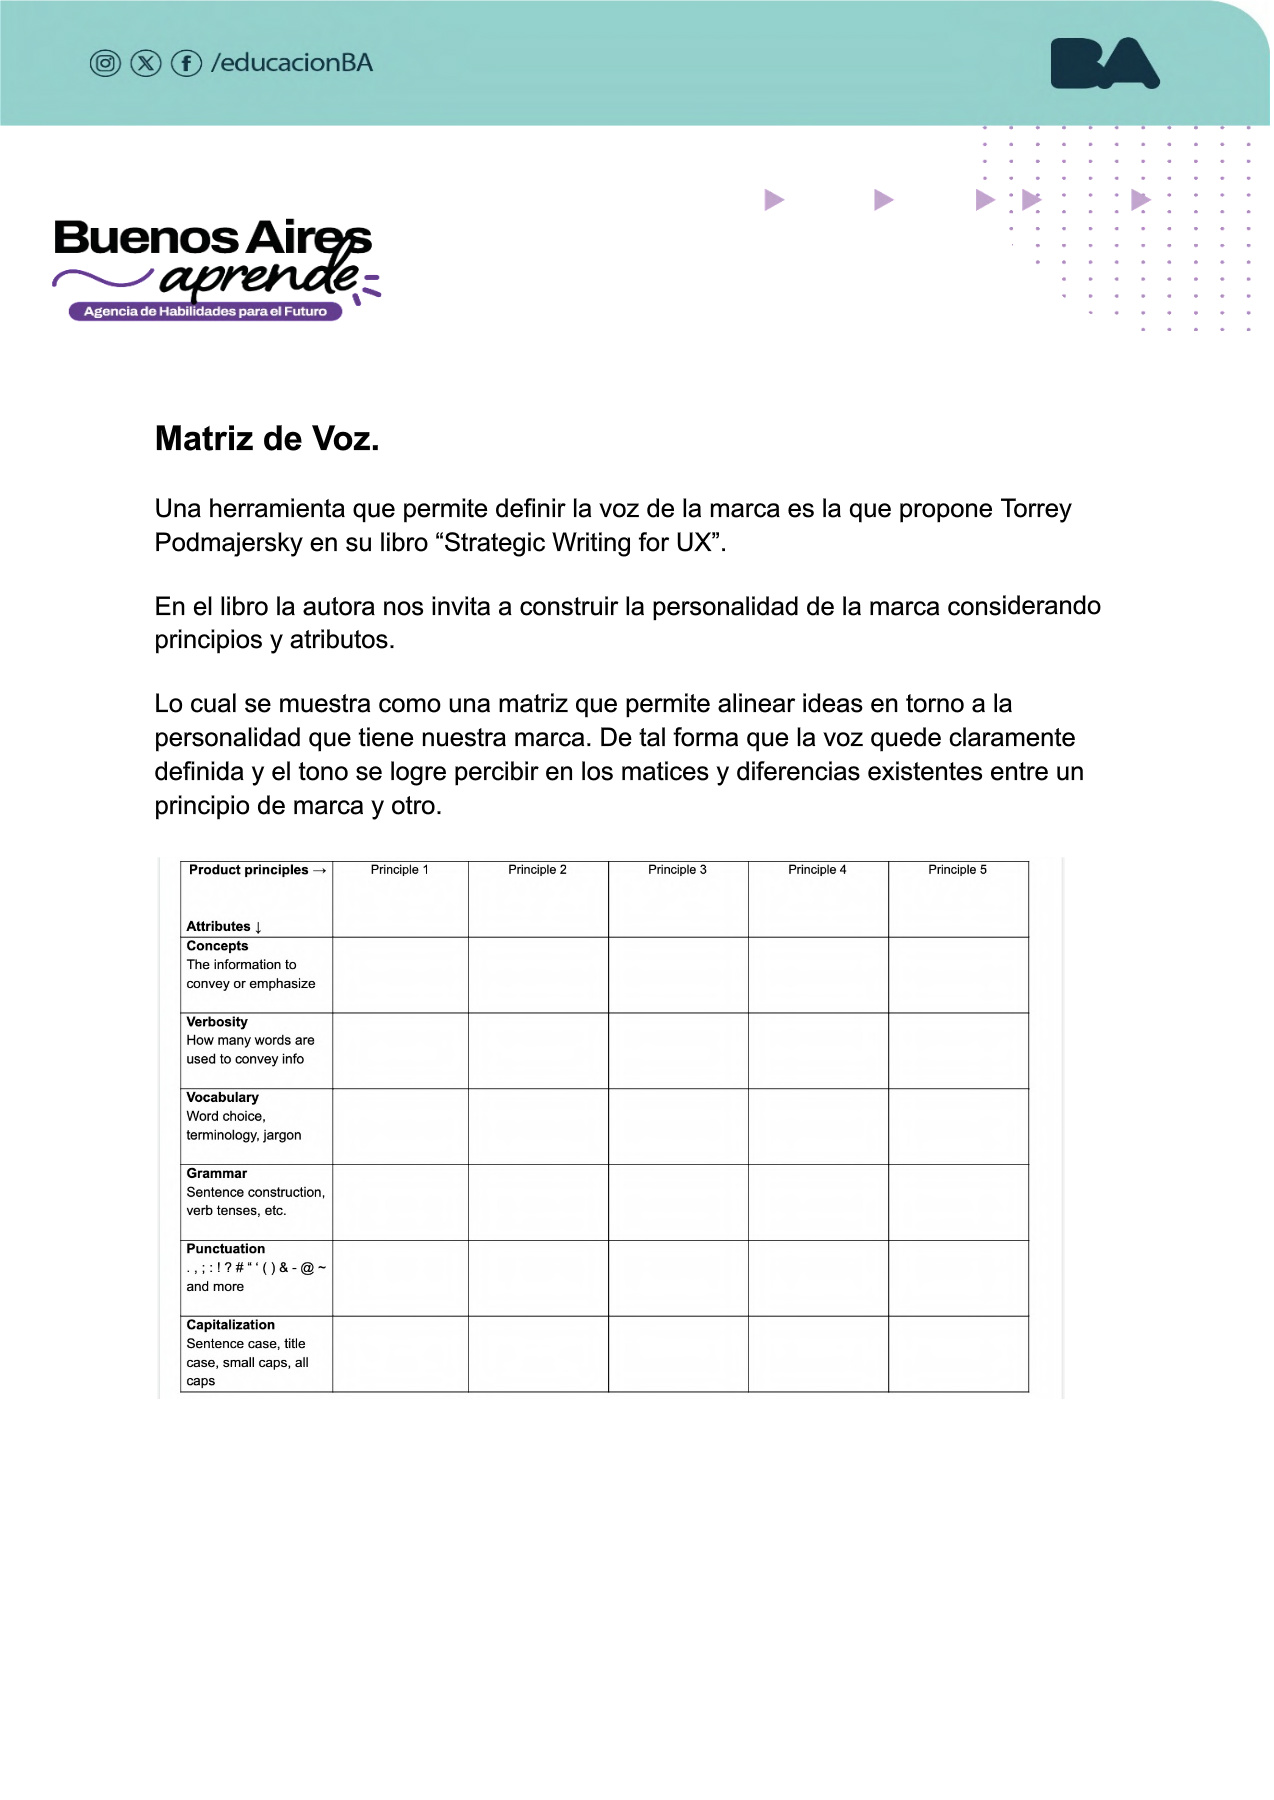 /educacionBA
BA
Buenos Aires
aprende
Agencia de Habilidades para el Futuro
Matriz de Voz.
Una herramienta que permite definir la voz de la marca es la que propone Torrey
Podmajersky en su libro “Strategic Writing for UX”.
En el libro la autora nos invita a construir la personalidad de la marca considerando
principios y atributos.
Lo cual se muestra como una matriz que permite alinear ideas en torno a la
personalidad que tiene nuestra marca. De tal forma que la voz quede claramente
definida y el tono se logre percibir en los matices y diferencias existentes entre un
principio de marca y otro.
Product principles → Principle 1 Principle 2 Principle 3 Principle 4 Principle 5
Attributes ↓
Concepts
The information to
convey or emphasize
Verbosity
How many words are
used to convey info
Vocabulary
Word choice,
terminology, jargon
Grammar
Sentence construction,
verb tenses, etc.
Punctuation
. , ; : ! ? # “ ‘ ( ) & - @ ~
and more
Capitalization
Sentence case, title
case, small caps, all
caps